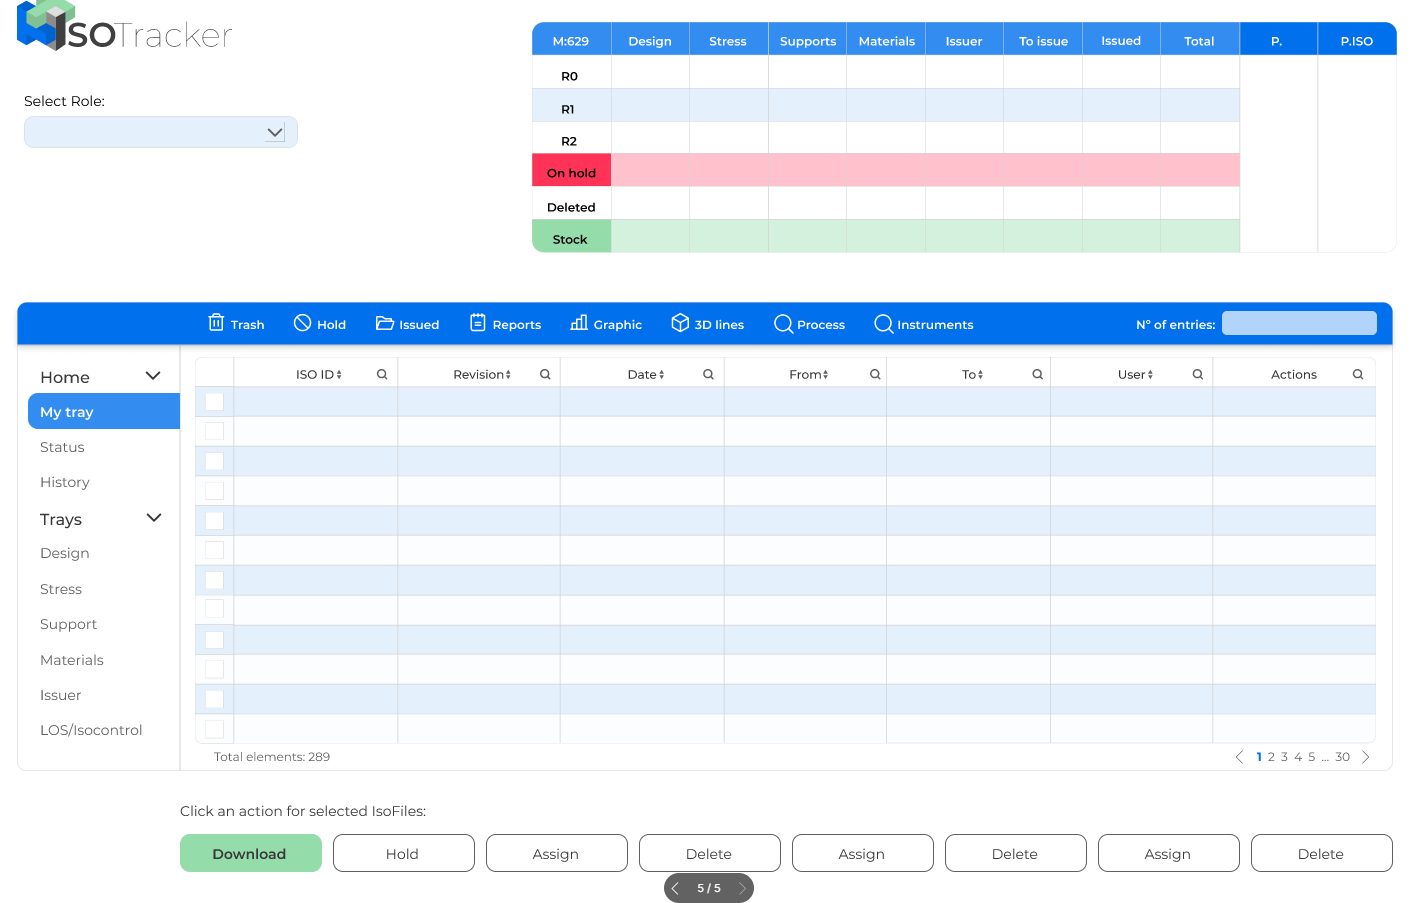 IsoTracker
M:629 Design Stress Supports Materials Issuer To issue Issued Total P. P.ISO
R0
R1
R2
On hold
Deleted
Stock
Select Role:
Trash Hold Issued Reports Graphic 3D lines Process Instruments Nº of entries:
Home
My tray
Status
History
Trays
Design
Stress
Support
Materials
Issuer
LOS/Isocontrol
ISO ID Revision Date From To User Actions
Total elements: 289
1 2 3 4 5 ... 30
Click an action for selected IsoFiles:
Download Hold Assign Delete Assign Delete Assign Delete
5 / 5